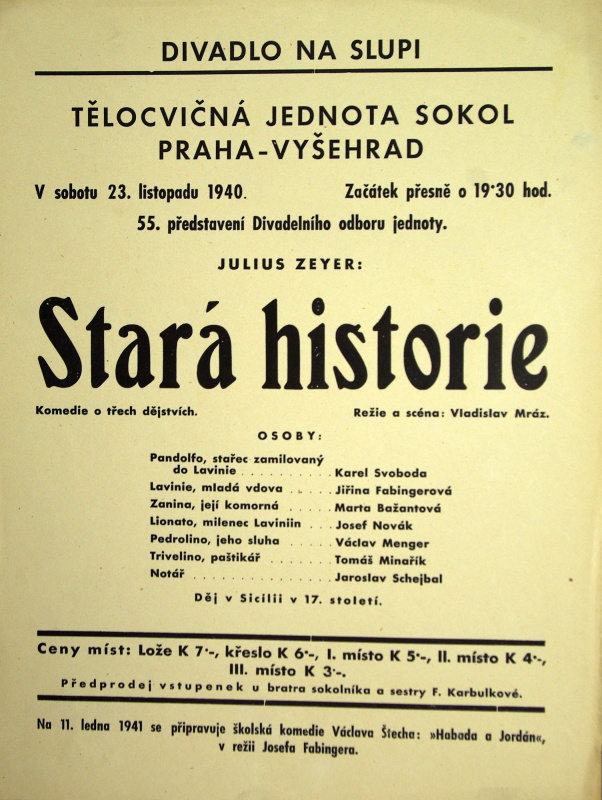 DIVADLO NA SLUPI
TĚLOCVIČNÁ JEDNOTA SOKOL
PRAHA-VYŠEHRAD
V sobotu 23. listopadu 1940. Začátek přesně o 19·30 hod.
55. představení Divadelního odboru jednoty.
JULIUS ZEYER:
Stará historie
Komedie o třech dějstvích. Režie a scéna: Vladislav Mráz.
OSOBY:
Pandolfo, stařec zamilovaný
do Lavinie . . . . . . . . . . Karel Svoboda
Lavinie, mladá vdova . . . . . Jiřina Fabingerová
Zanina, její komorná . . . . . Marta Bažantová
Lionato, milenec Laviniin . . . Josef Novák
Pedrolino, jeho sluha . . . . . Václav Menger
Trivelino, paštikář . . . . . . Tomáš Minařík
Notář . . . . . . . . . . . . . . . Jaroslav Schejbal
Děj v Sicilii v 17. století.
Ceny míst: Lože K 7·-, křeslo K 6·-, I. místo K 5·-, II. místo K 4·-,
III. místo K 3·-.
Předprodej vstupenek u bratra sokolníka a sestry F. Karbulkové.
Na 11. ledna 1941 se připravuje školská komedie Václava Štecha: »Habada a Jordán«,
v režii Josefa Fabingera.